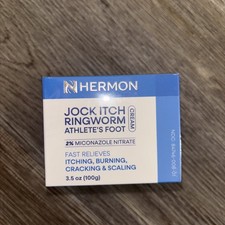 HERMON
JOCK ITCH
RINGWORM
ATHLETE'S FOOT
CREAM
2% MICONAZOLE NITRATE
FAST RELIEVES
ITCHING, BURNING,
CRACKING & SCALING
3.5 oz (100g)